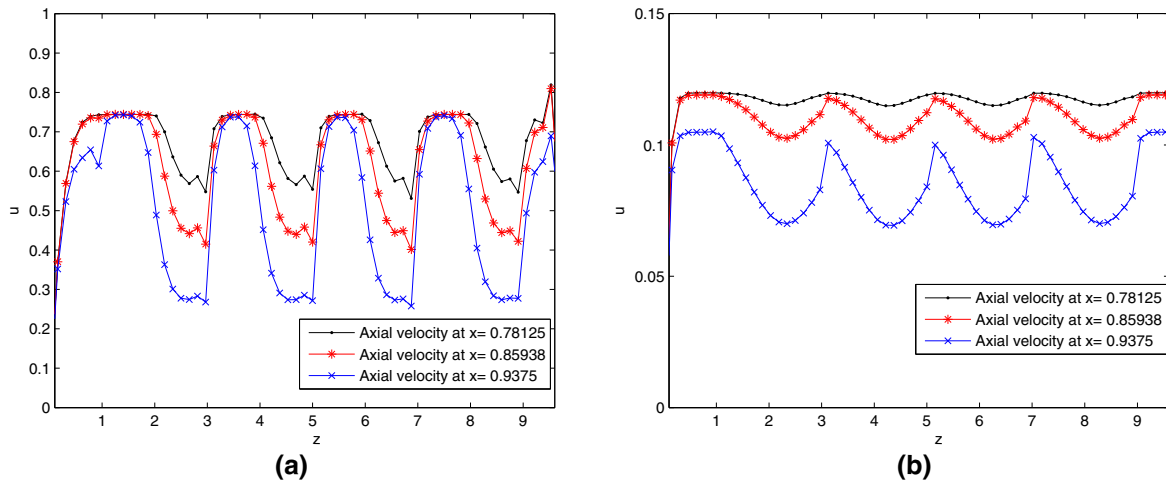 1
0.9
0.8
0.7
0.6
0.5
0.4
0.3
0.2
0.1
0
u
Axial velocity at x= 0.78125
Axial velocity at x= 0.85938
Axial velocity at x= 0.9375
1 2 3 4 5 6 7 8 9
z
(a)
0.15
0.1
0.05
0
u
Axial velocity at x= 0.78125
Axial velocity at x= 0.85938
Axial velocity at x= 0.9375
1 2 3 4 5 6 7 8 9
z
(b)